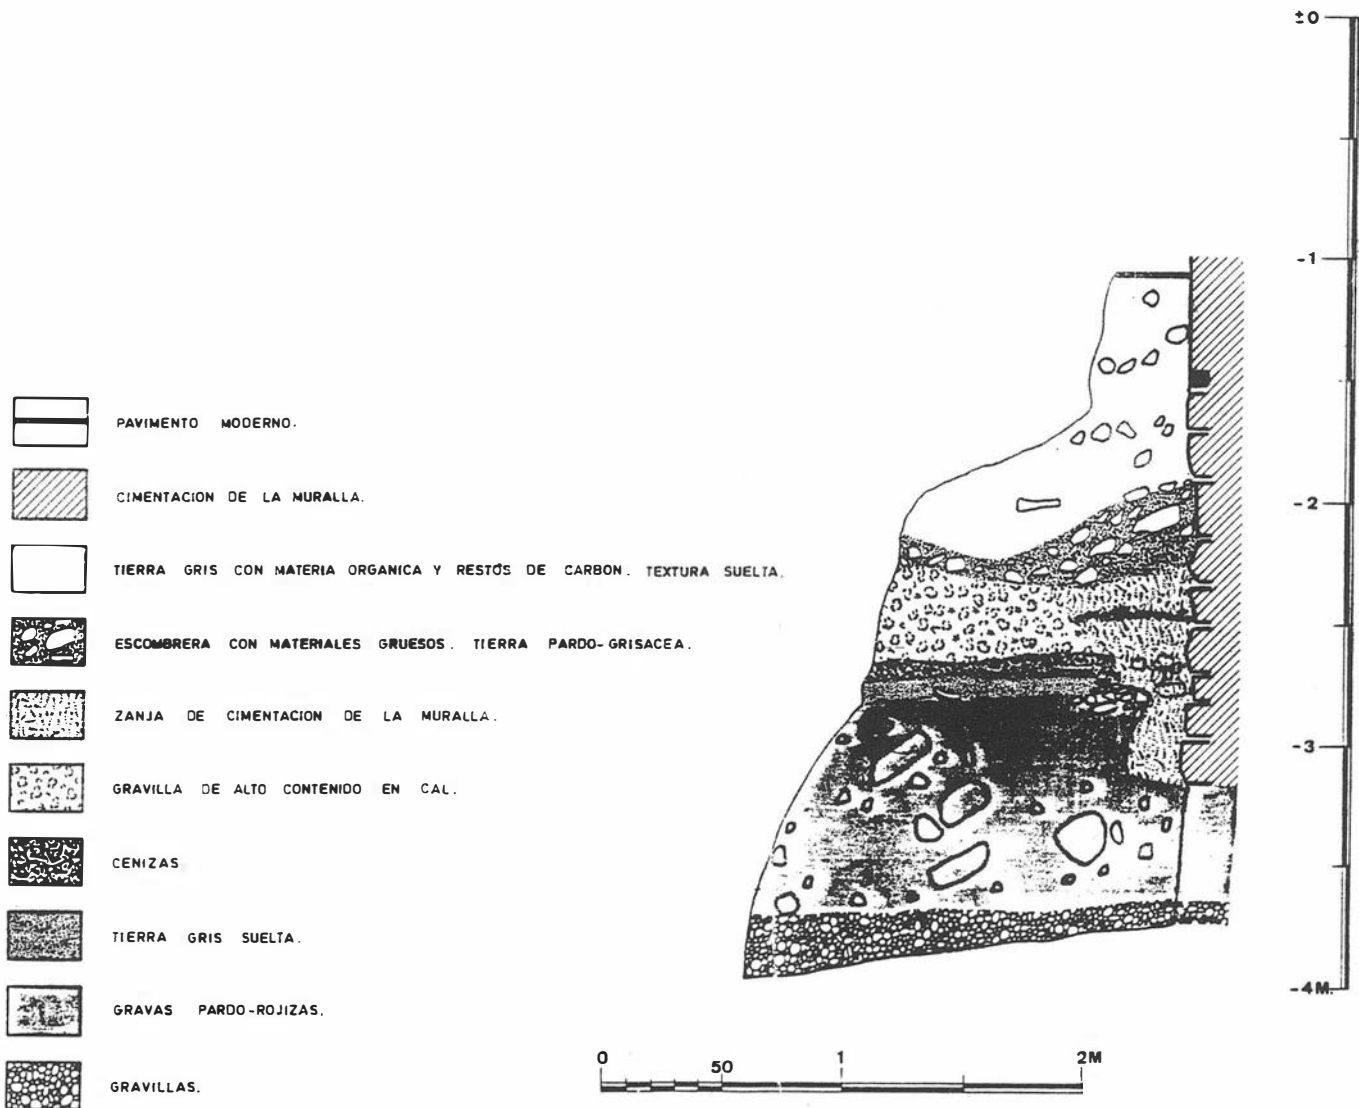 ±0
-1
-2
-3
-4M.
PAVIMENTO MODERNO.
CIMENTACION DE LA MURALLA.
TIERRA GRIS CON MATERIA ORGANICA Y RESTOS DE CARBON. TEXTURA SUELTA.
ESCOMBRERA CON MATERIALES GRUESOS. TIERRA PARDO-GRISACEA.
ZANJA DE CIMENTACION DE LA MURALLA.
GRAVILLA DE ALTO CONTENIDO EN CAL.
CENIZAS
TIERRA GRIS SUELTA.
GRAVAS PARDO-ROJIZAS.
GRAVILLAS.
0 50 1 2M